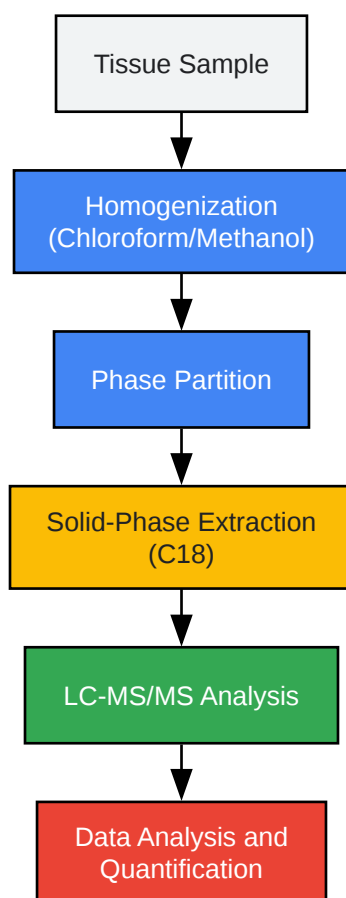 Tissue Sample
Homogenization
(Chloroform/Methanol)
Phase Partition
Solid-Phase Extraction
(C18)
LC-MS/MS Analysis
Data Analysis and
Quantification